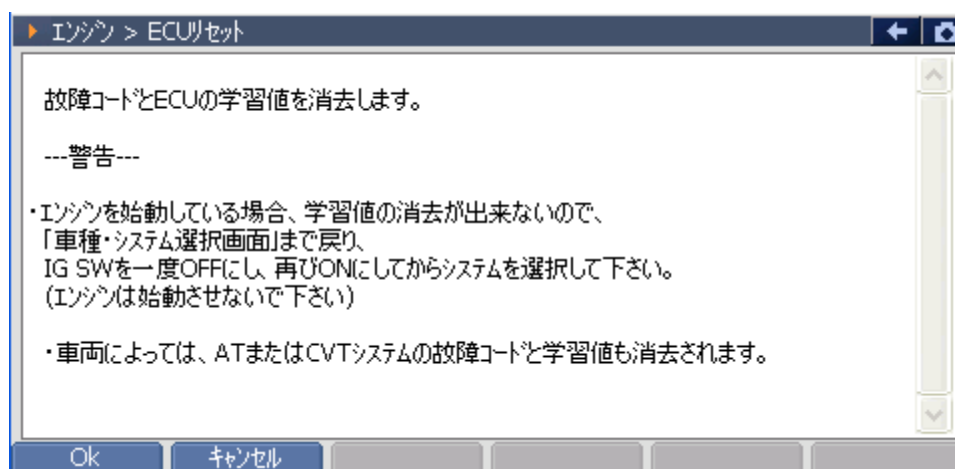 エンジン > ECUリセット
故障コードとECUの学習値を消去します。
---警告---
・エンジンを始動している場合、学習値の消去が出来ないので、
「車種・システム選択画面」まで戻り、
IG SWを一度OFFにし、再びONにしてからシステムを選択して下さい。
(エンジンは始動させないで下さい)
・車両によっては、ATまたはCVTシステムの故障コードと学習値も消去されます。
Ok キャンセル